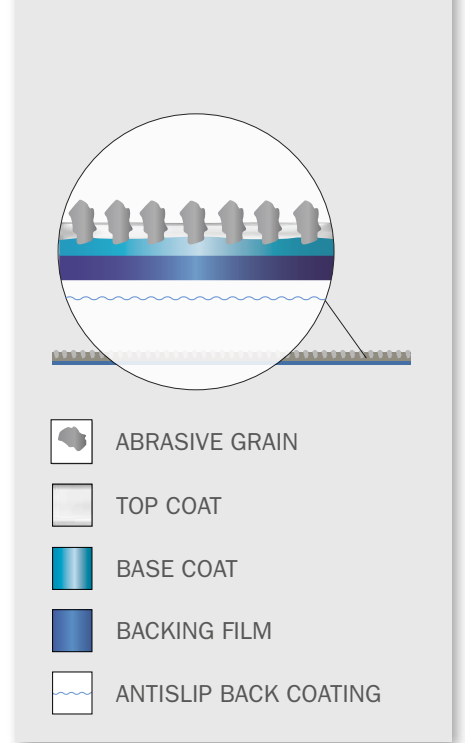 ABRASIVE GRAIN
TOP COAT
BASE COAT
BACKING FILM
ANTISLIP BACK COATING